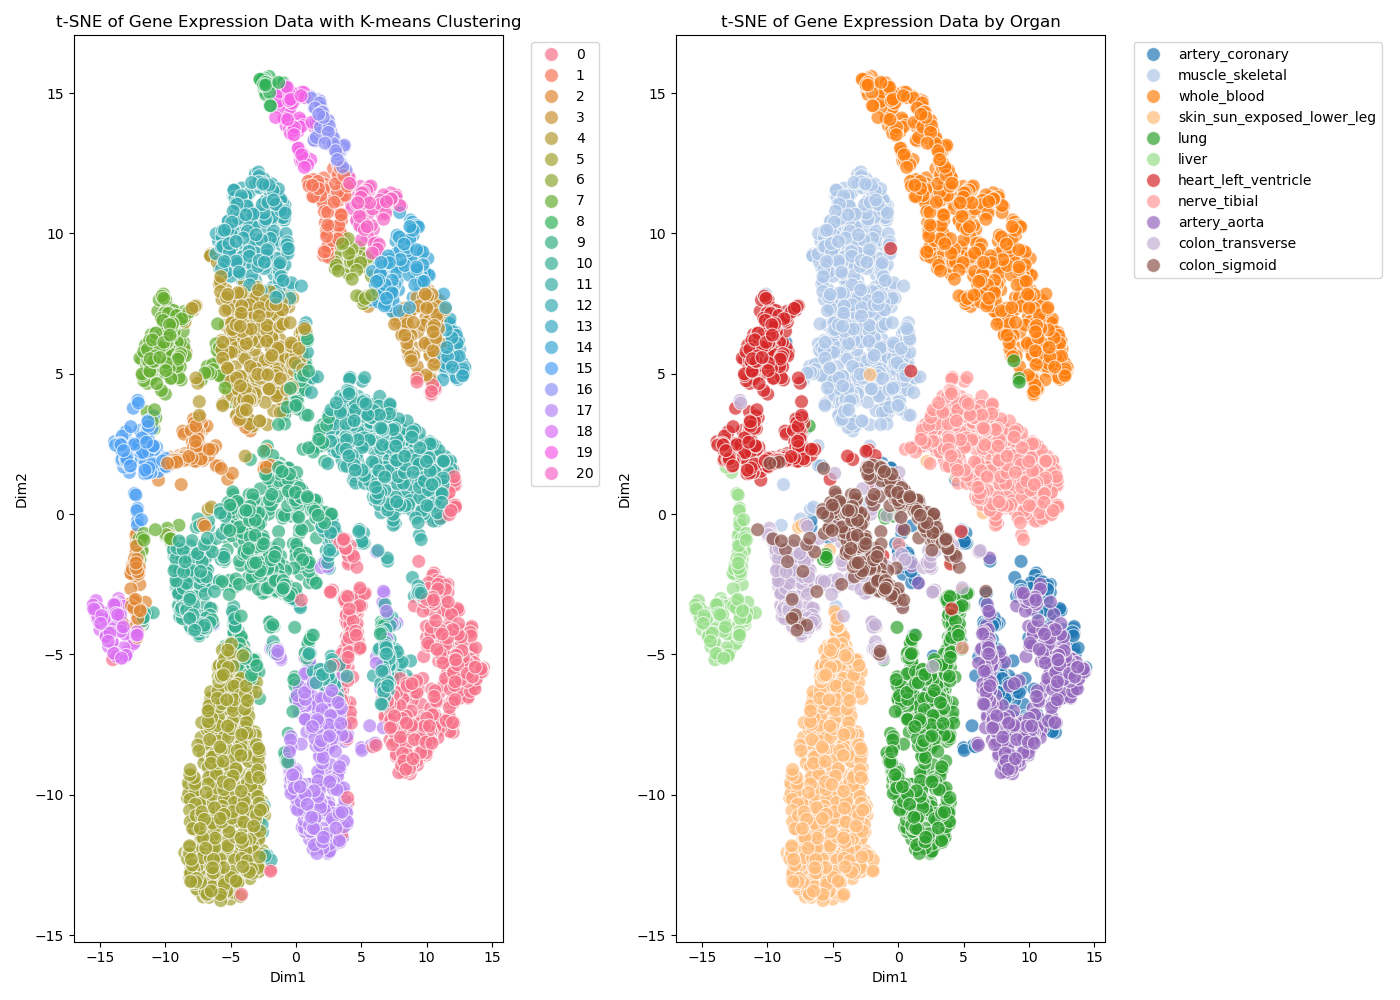 t-SNE of Gene Expression Data with K-means Clustering
Dim2
15
10
5
0
−5
−10
−15
−15 −10 −5 0 5 10 15
Dim1
0
1
2
3
4
5
6
7
8
9
10
11
12
13
14
15
16
17
18
19
20
t-SNE of Gene Expression Data by Organ
Dim2
15
10
5
0
−5
−10
−15
−15 −10 −5 0 5 10 15
Dim1
artery_coronary
muscle_skeletal
whole_blood
skin_sun_exposed_lower_leg
lung
liver
heart_left_ventricle
nerve_tibial
artery_aorta
colon_transverse
colon_sigmoid